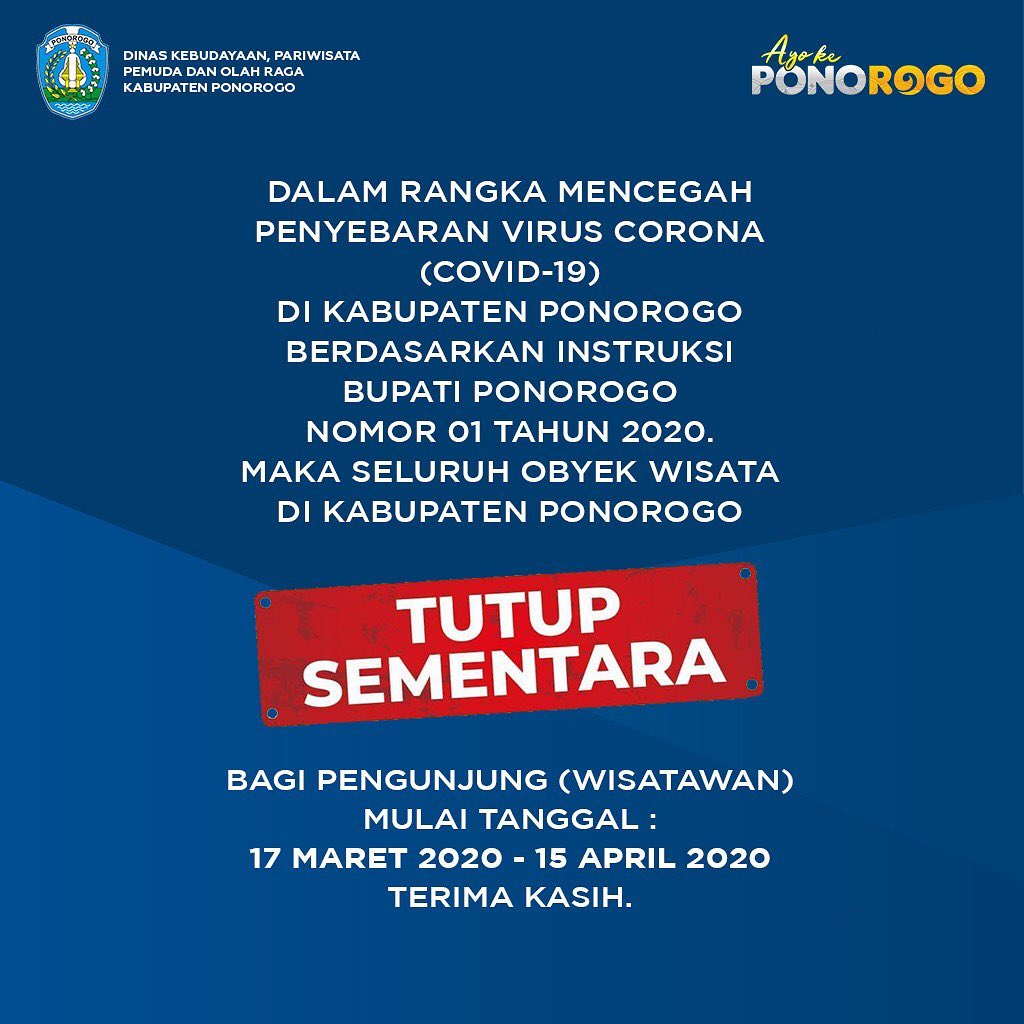 PONOROGO
DINAS KEBUDAYAAN, PARIWISATA
PEMUDA DAN OLAH RAGA
KABUPATEN PONOROGO
Ayo ke
PONOROGO
DALAM RANGKA MENCEGAH
PENYEBARAN VIRUS CORONA
(COVID-19)
DI KABUPATEN PONOROGO
BERDASARKAN INSTRUKSI
BUPATI PONOROGO
NOMOR 01 TAHUN 2020.
MAKA SELURUH OBYEK WISATA
DI KABUPATEN PONOROGO
TUTUP
SEMENTARA
BAGI PENGUNJUNG (WISATAWAN)
MULAI TANGGAL :
17 MARET 2020 - 15 APRIL 2020
TERIMA KASIH.